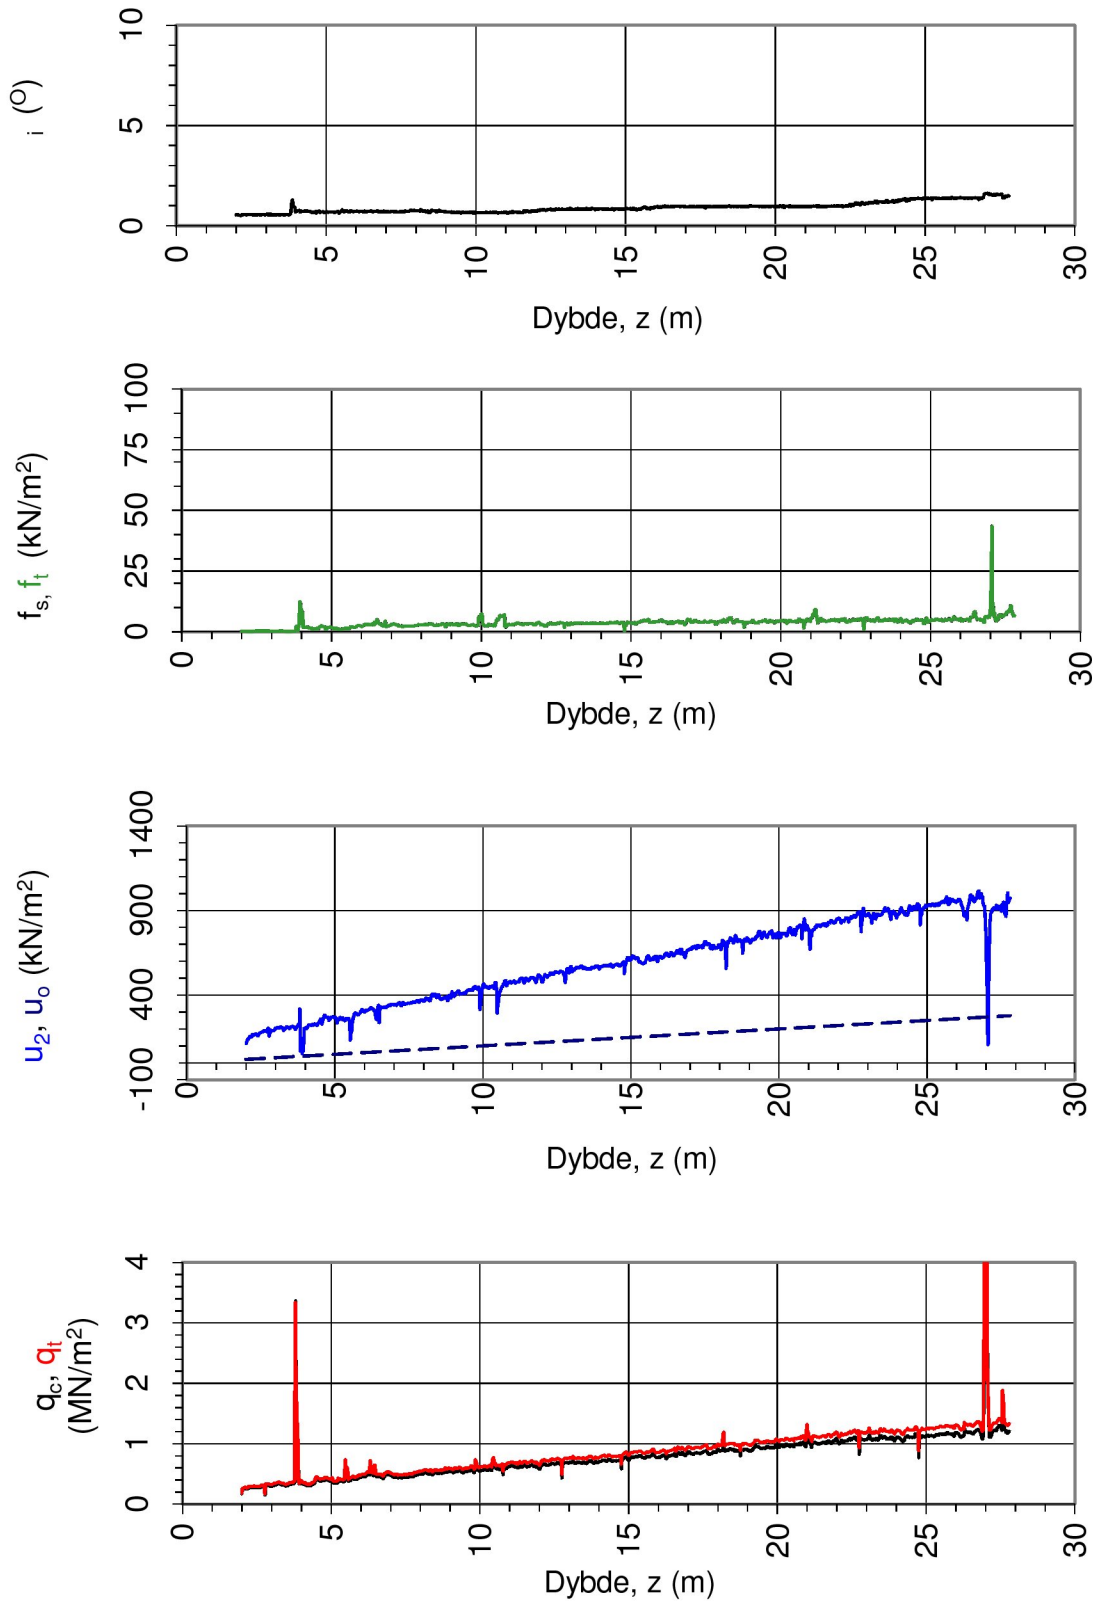 i (°)
10
5
0
0 5 10 15 20 25 30
Dybde, z (m)
fs, ft (kN/m²)
100
75
50
25
0
0 5 10 15 20 25 30
Dybde, z (m)
u2, uo (kN/m²)
1400
900
400
-100
0 5 10 15 20 25 30
Dybde, z (m)
qc, qt
(MN/m²)
4
3
2
1
0
0 5 10 15 20 25 30
Dybde, z (m)